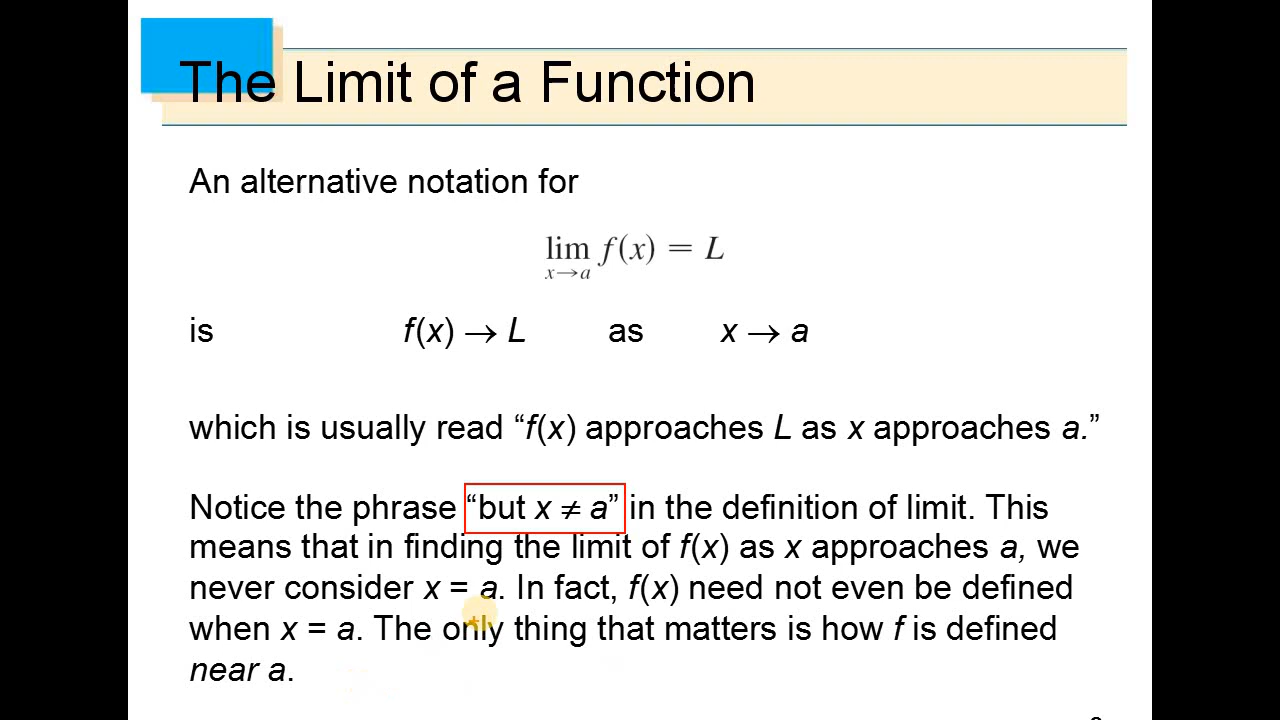 The Limit of a Function
An alternative notation for
lim f(x) = L
x→a
is f(x) → L as x → a
which is usually read “f(x) approaches L as x approaches a.”
Notice the phrase “but x ≠ a” in the definition of limit. This
means that in finding the limit of f(x) as x approaches a, we
never consider x = a. In fact, f(x) need not even be defined
when x = a. The only thing that matters is how f is defined
near a.